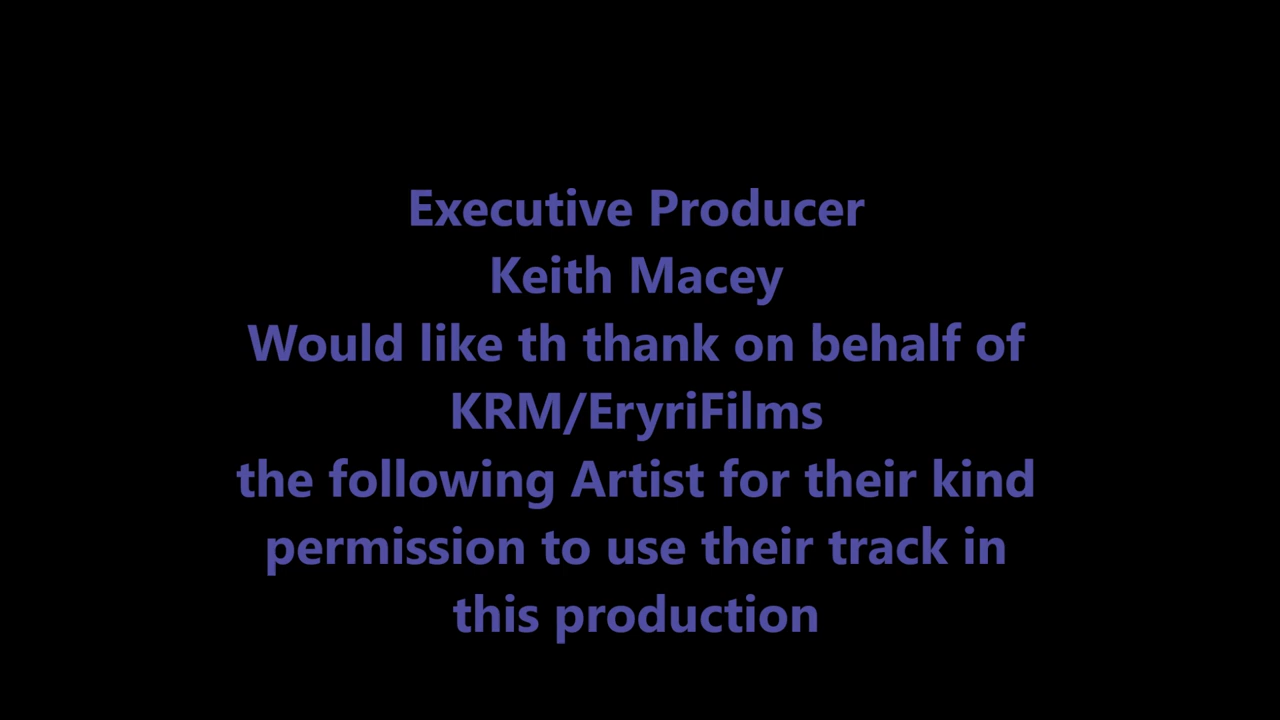 Executive Producer
Keith Macey
Would like th thank on behalf of
KRM/EryriFilms
the following Artist for their kind
permission to use their track in
this production